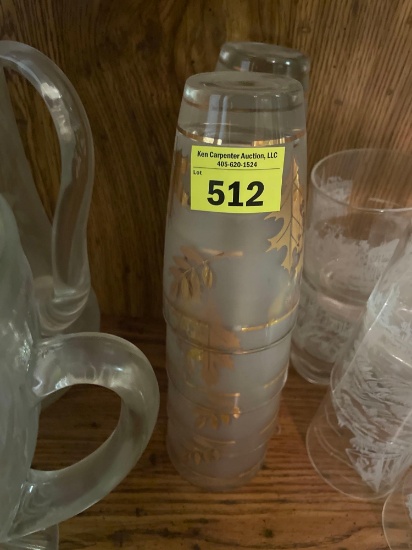 Ken Carpenter Auction, LLC
405-620-1524
Lot
512